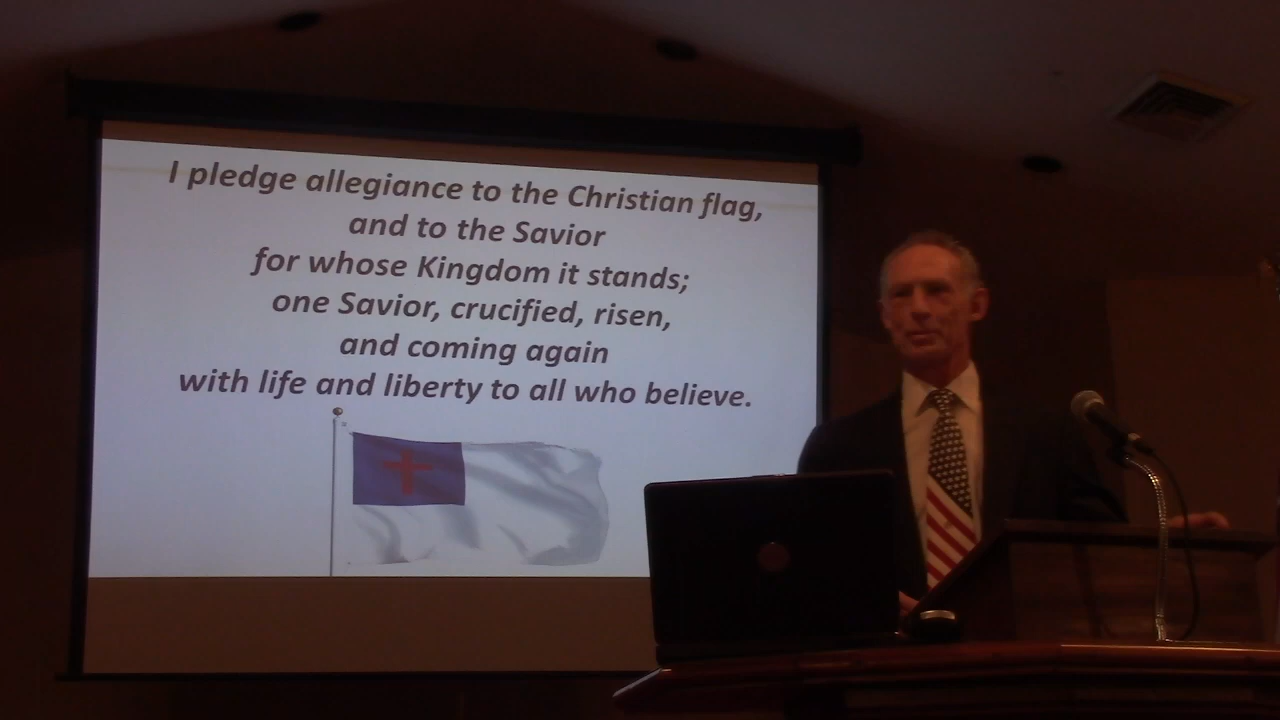 I pledge allegiance to the Christian flag,
and to the Savior
for whose Kingdom it stands;
one Savior, crucified, risen,
and coming again
with life and liberty to all who believe.